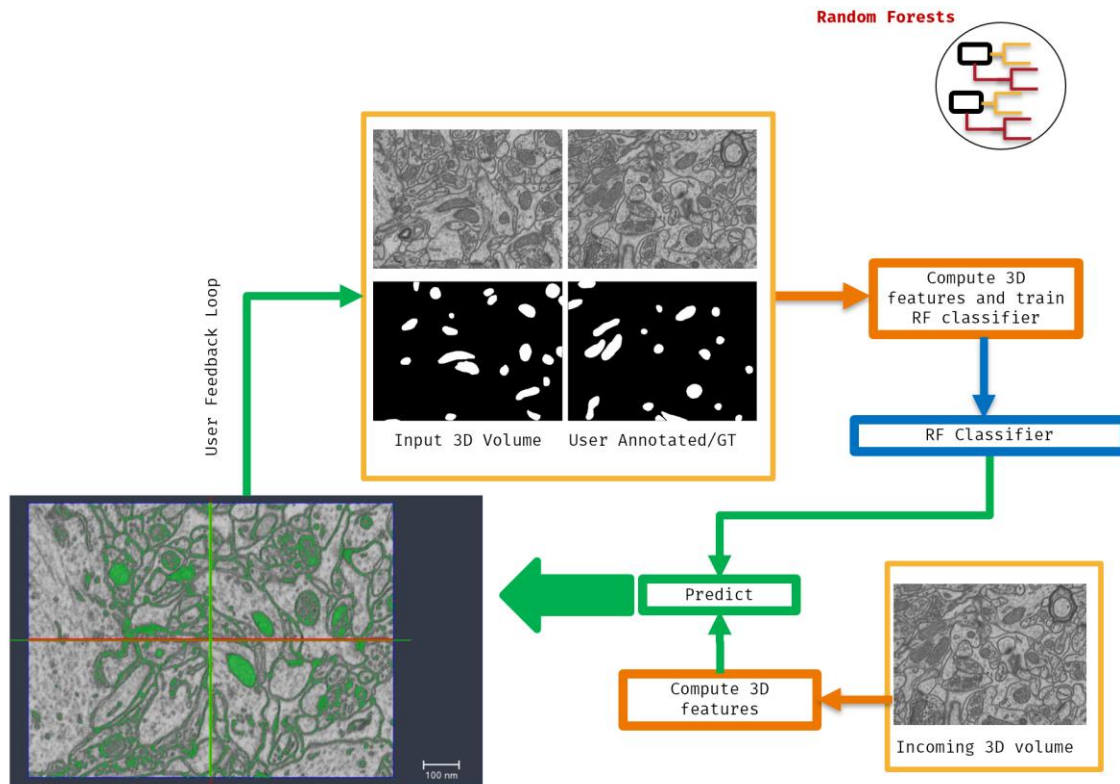 Random Forests
User Feedback Loop
Input 3D Volume
User Annotated/GT
Compute 3D
features and train
RF classifier
RF Classifier
Predict
Compute 3D
features
Incoming 3D volume
100 nm